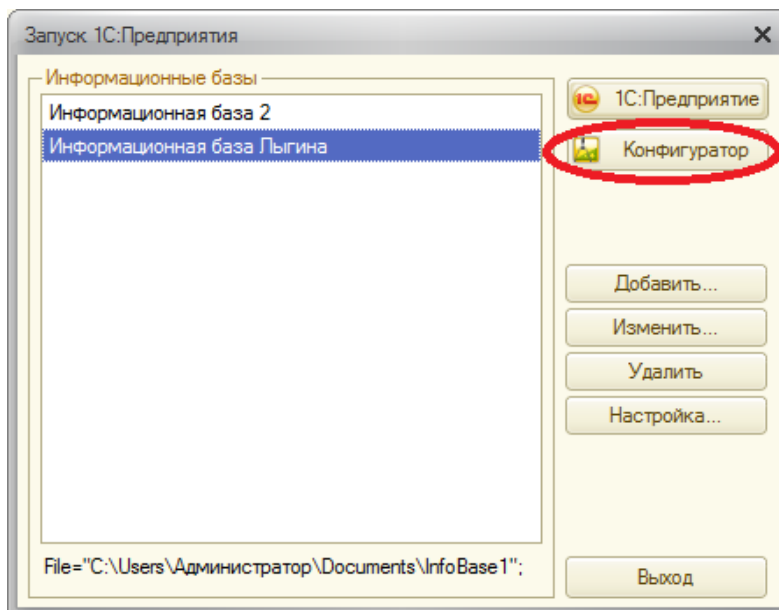 Запуск 1С:Предприятия
Информационные базы
Информационная база 2
Информационная база Лыгина
1С:Предприятие
Конфигуратор
Добавить...
Изменить...
Удалить
Настройка...
File="C:\Users\Администратор\Documents\InfoBase1";
Выход